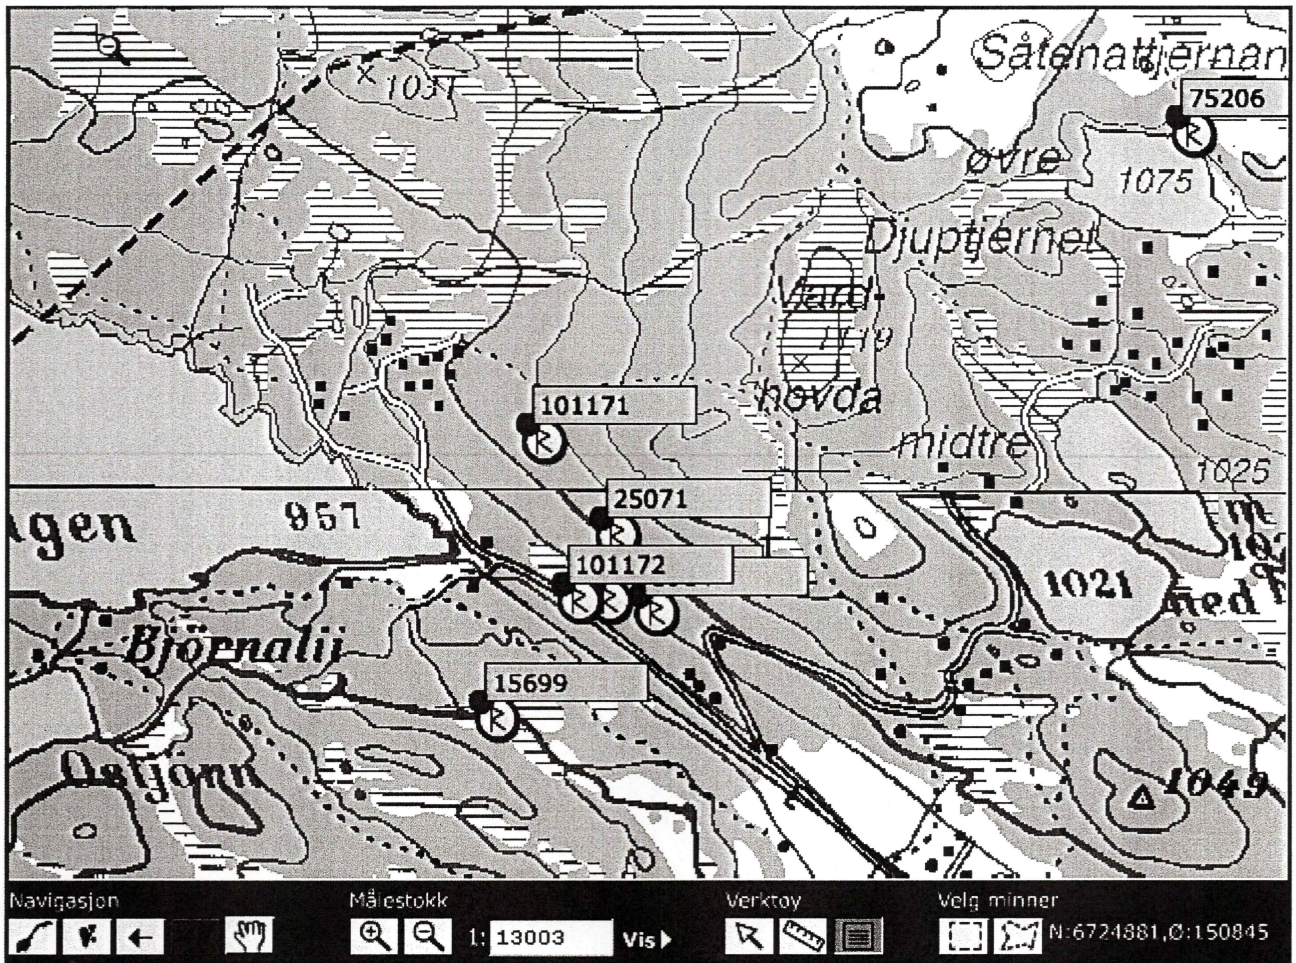 Såtenattjernan
1031
75206
øvre
1075
Djuptjernet
Vard
1119
hovda
101171
midtre
1025
25071
957
101172
1021
Bjørnalii
15699
1049
Navigasjon
Målestokk
Verktøy
Velg minner
1: 13003
Vis
N:6724881,Ø:150845